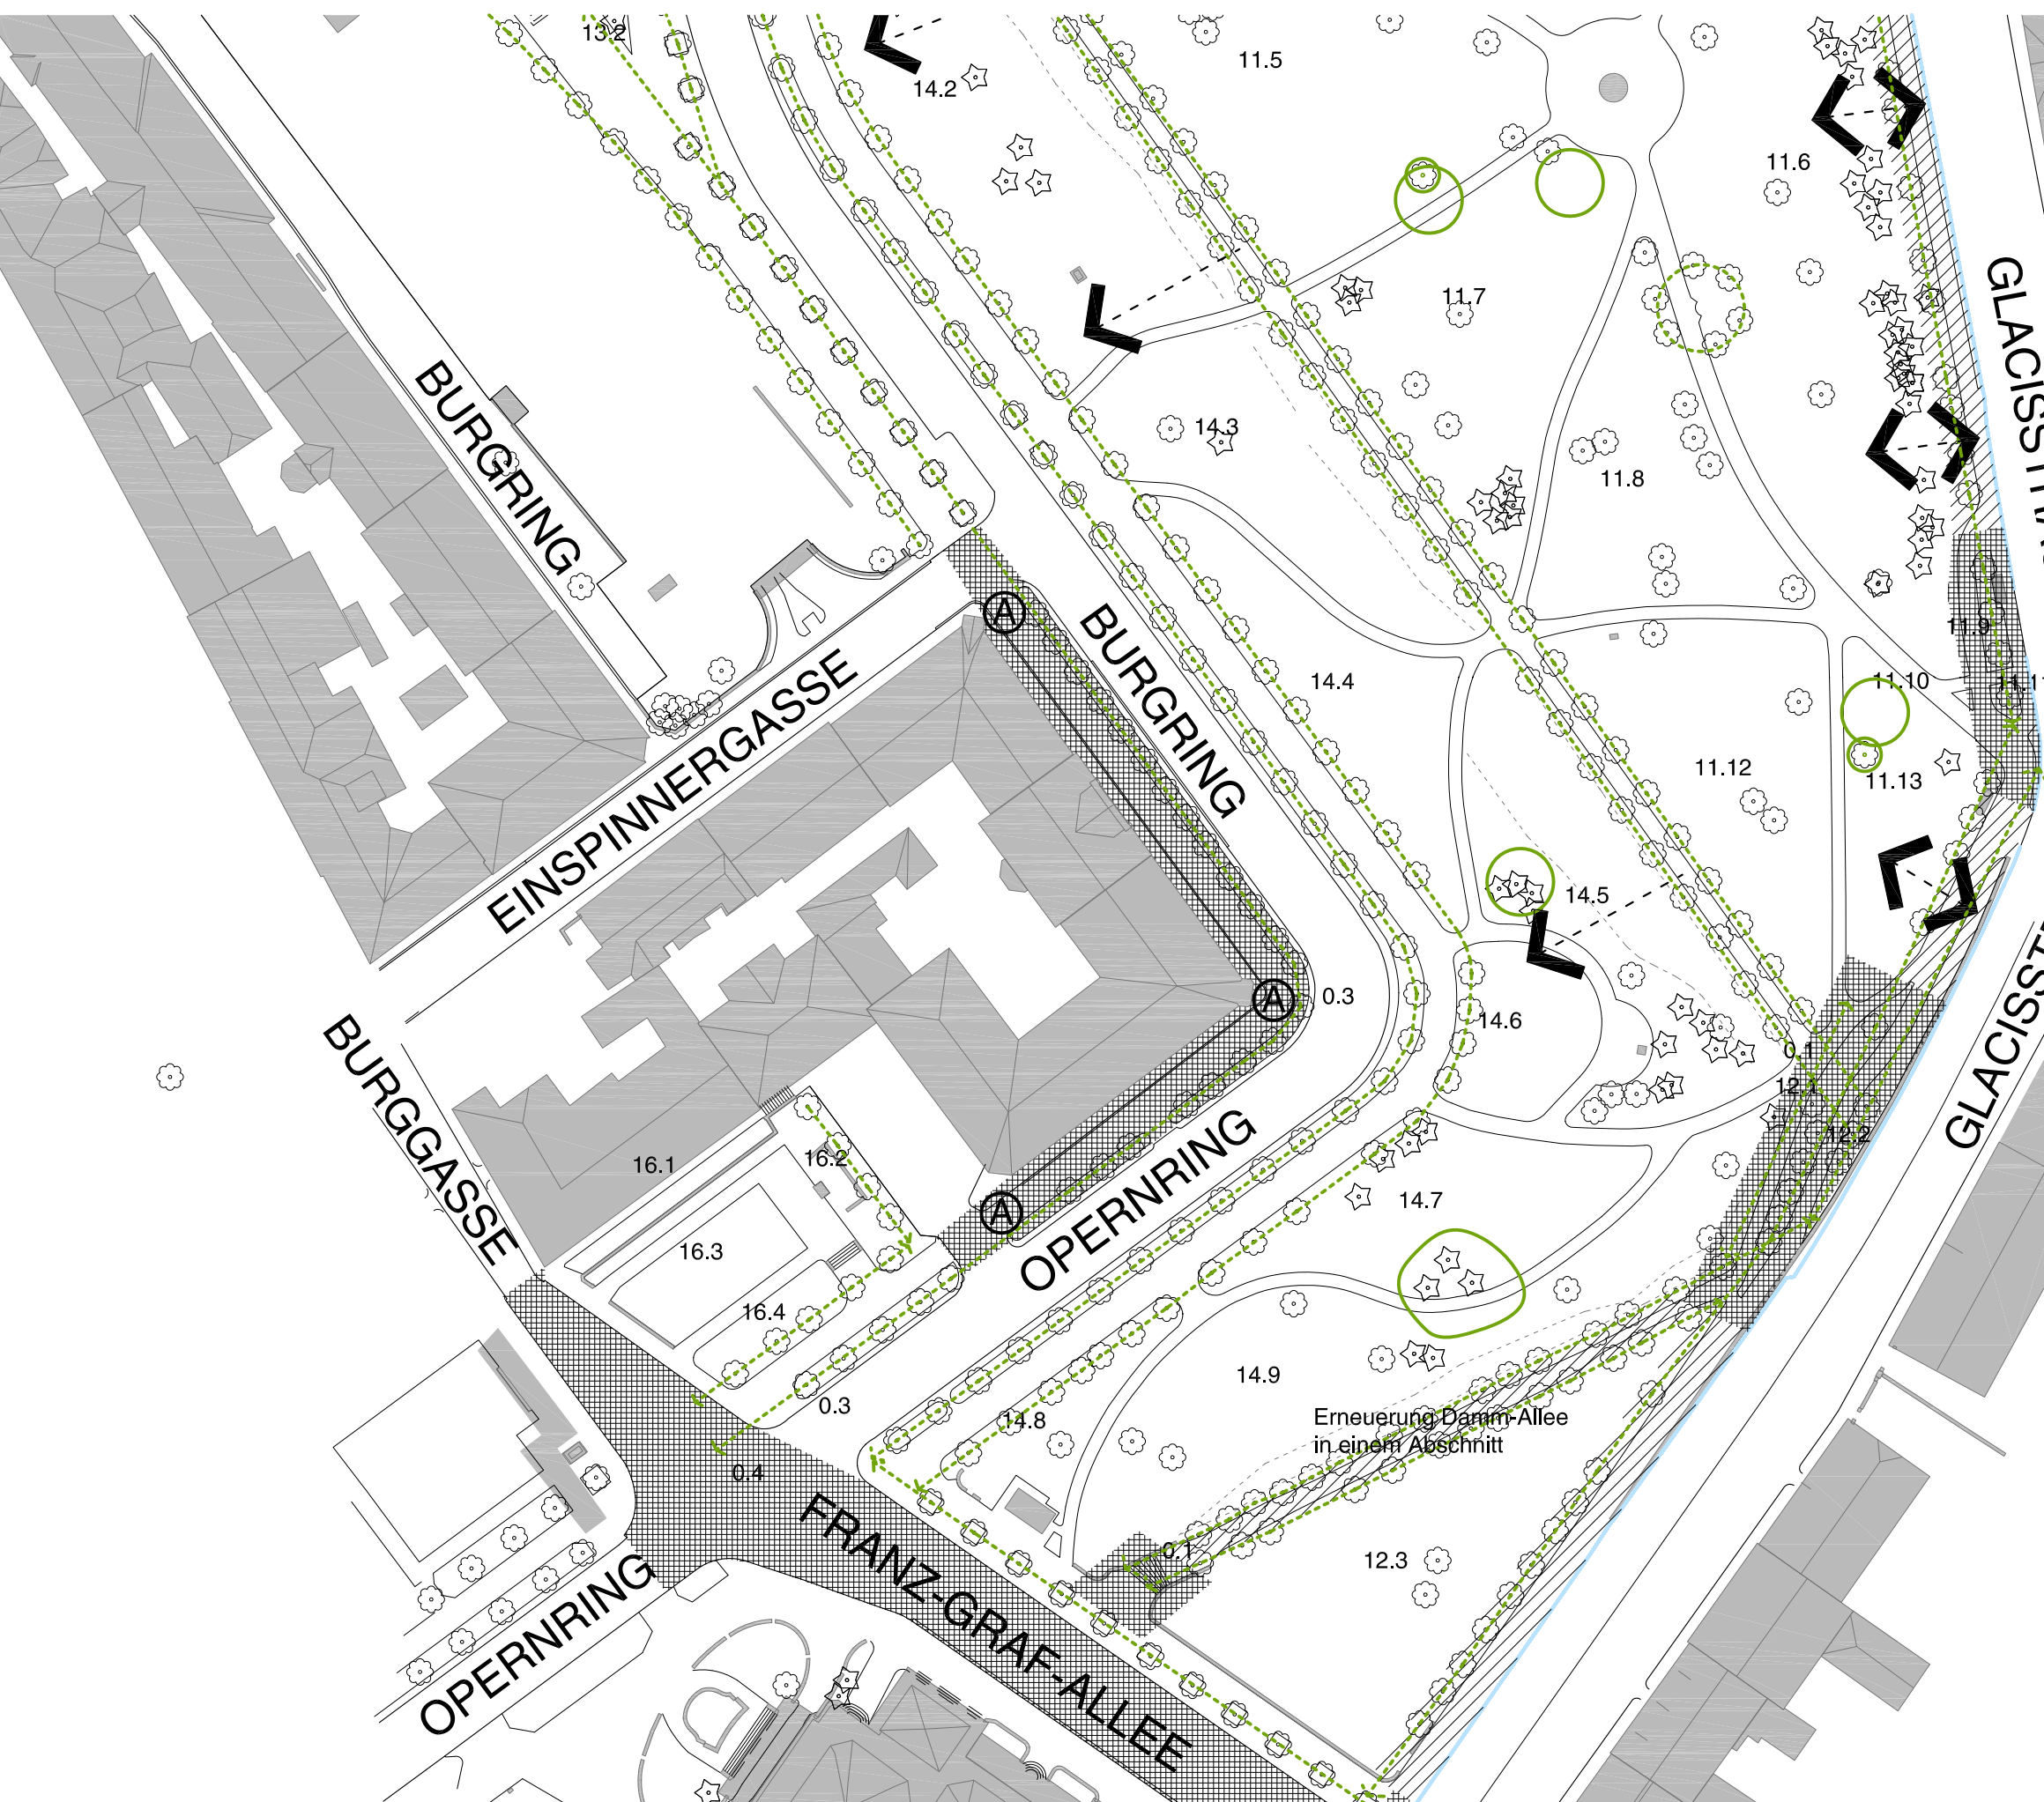 13.2
14.2
11.5
11.6
11.7
14.3
11.8
BURGRING
11.9
A
BURGRING
14.4
11.10
EINSPINNERGASSE
11.12
11.13
14.5
A
0.3
14.6
0.1
12.1
12.2
BURGGASSE
16.1
16.2
A
14.7
OPERNRING
16.3
16.4
14.9
0.3
14.8
Erneuerung Damm-Allee
in einem Abschnitt
0.4
0.1
12.3
FRANZ-GRAF-ALLEE
OPERNRING